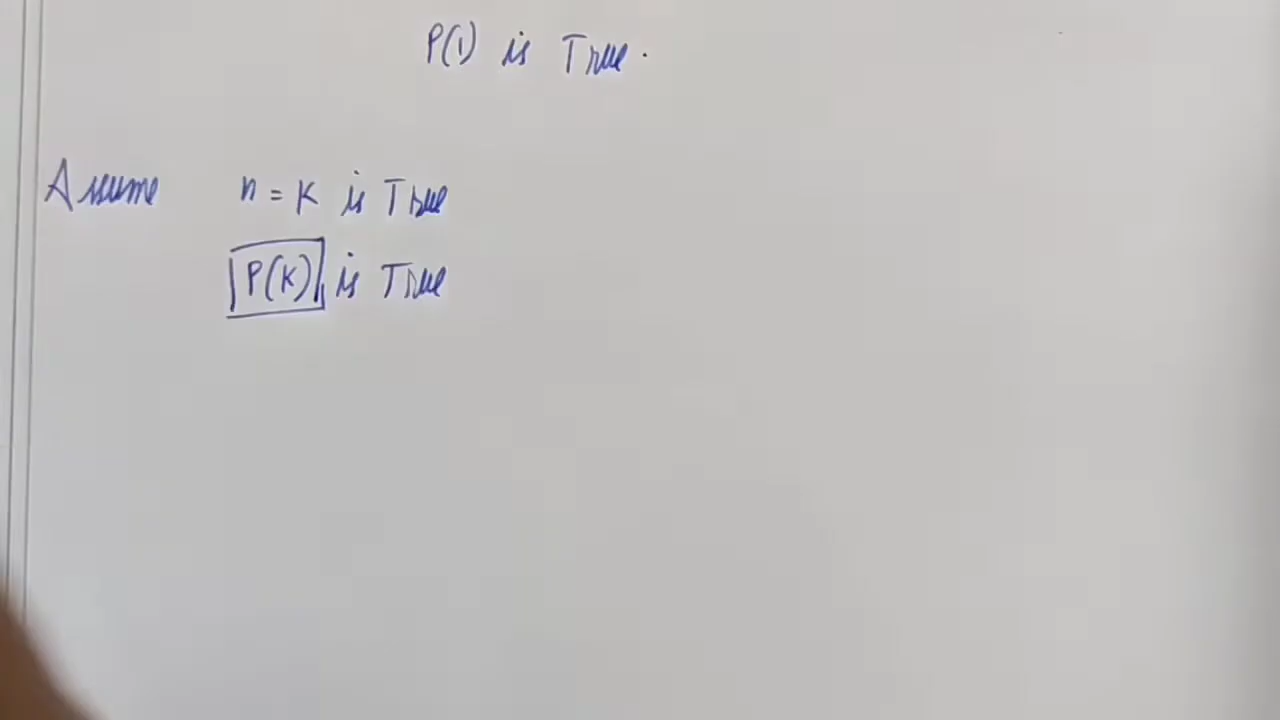 P(1) is True.
Assume n = K is True
P(K) is True